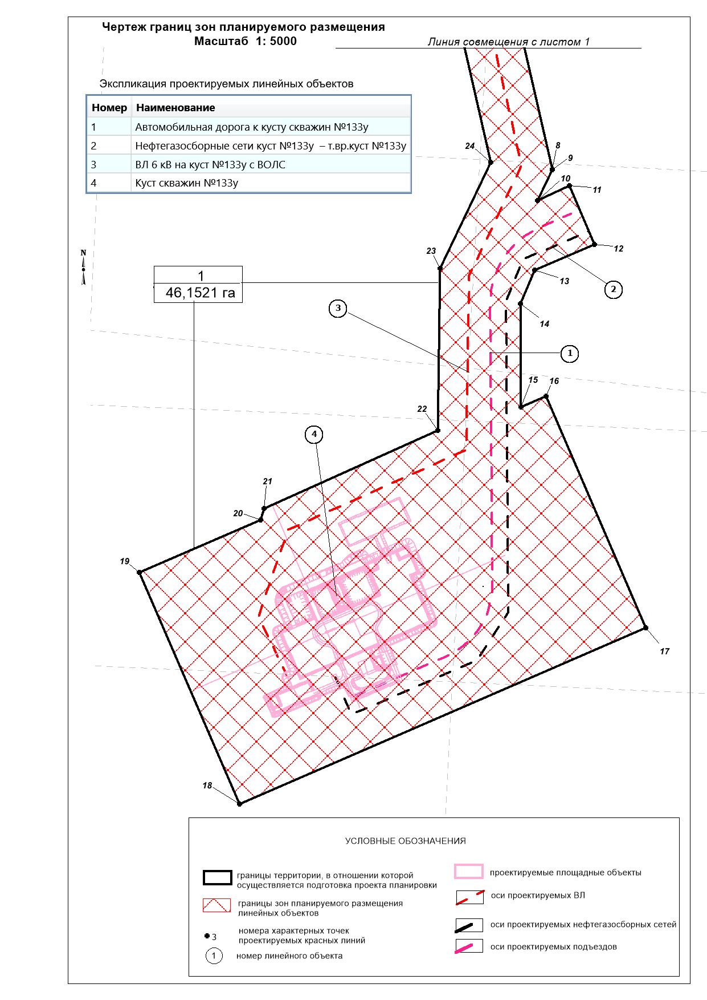 Чертеж границ зон планируемого размещения
Масштаб 1: 5000
Линия совмещения с листом 1
Экспликация проектируемых линейных объектов
Номер Наименование
1 Автомобильная дорога к кусту скважин №133у
2 Нефтегазосборные сети куст №133у – т.вр.куст №133у
3 ВЛ 6 кВ на куст №133у с ВОЛС
4 Куст скважин №133у
24
8
9
10
11
N
23
12
1
46,1521 га
13
2
3
14
1
15
16
22
4
21
20
19
17
18
УСЛОВНЫЕ ОБОЗНАЧЕНИЯ
границы территории, в отношении которой
осуществляется подготовка проекта планировки
границы зон планируемого размещения
линейных объектов
3
номера характерных точек
проектируемых красных линий
1
номер линейного объекта
проектируемые площадные объекты
оси проектируемых ВЛ
оси проектируемых нефтегазосборных сетей
оси проектируемых подъездов